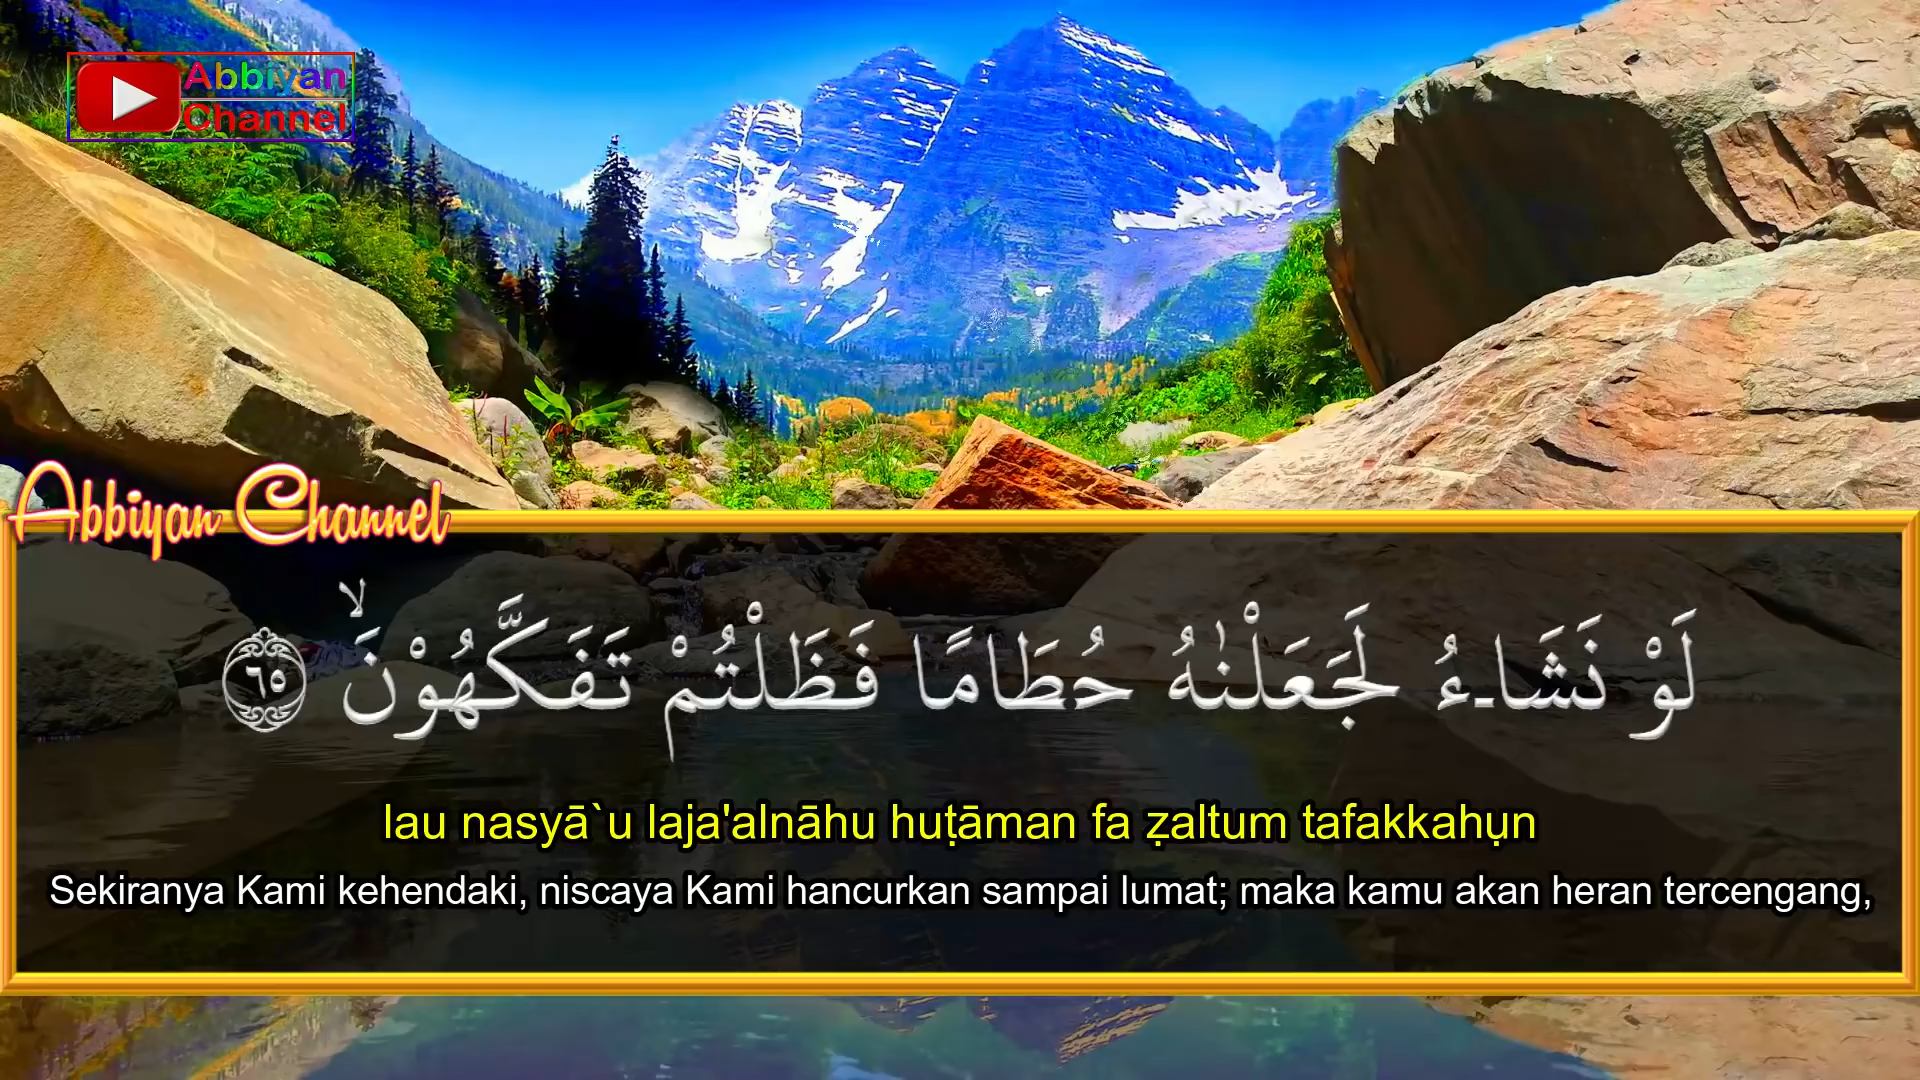 Abbiyan
Channel
Abbiyan Channel
لَوْ نَشَاۤءُ لَجَعَلْنٰهُ حُطَامًا فَظَلْتُمْ تَفَكَّهُوْنَۙ ٦٥
lau nasyā`u laja'alnāhu huṭāman fa ẓaltum tafakkahụn
Sekiranya Kami kehendaki, niscaya Kami hancurkan sampai lumat; maka kamu akan heran tercengang,